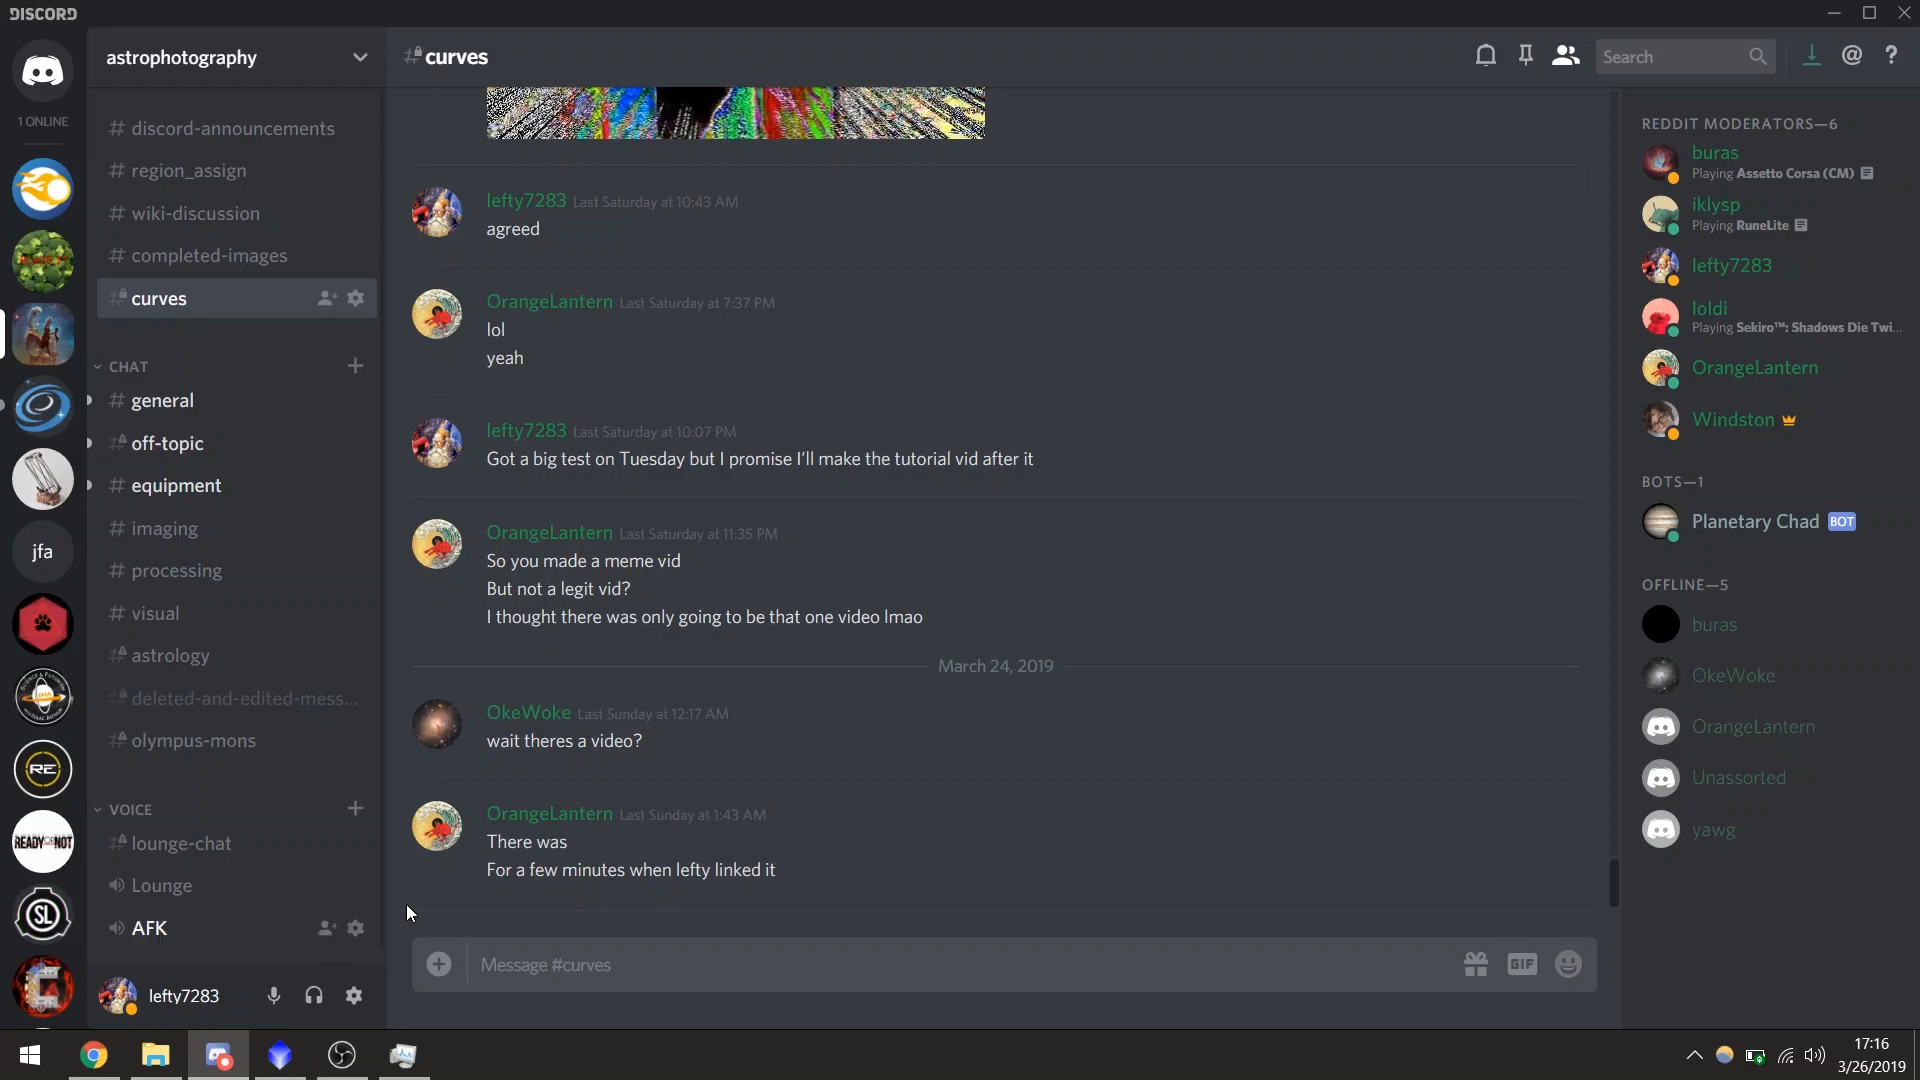 DISCORD
1 ONLINE
jfa
RE
READY OR NOT
SL
astrophotography
# discord-announcements
# region_assign
# wiki-discussion
# completed-images
# curves
CHAT
# general
# off-topic
# equipment
# imaging
# processing
# visual
# astrology
# deleted-and-edited-mess...
# olympus-mons
VOICE
# lounge-chat
Lounge
AFK
lefty7283
# curves
Search
lefty7283 Last Saturday at 10:43 AM
agreed
OrangeLantern Last Saturday at 7:37 PM
lol
yeah
lefty7283 Last Saturday at 10:07 PM
Got a big test on Tuesday but I promise I'll make the tutorial vid after it
OrangeLantern Last Saturday at 11:35 PM
So you made a meme vid
But not a legit vid?
I thought there was only going to be that one video lmao
March 24, 2019
OkeWoke Last Sunday at 12:17 AM
wait theres a video?
OrangeLantern Last Sunday at 1:43 AM
There was
For a few minutes when lefty linked it
Message #curves
GIF
REDDIT MODERATORS—6
buras
Playing Assetto Corsa (CM)
iklysp
Playing RuneLite
lefty7283
loldi
Playing Sekiro™: Shadows Die Twi...
OrangeLantern
Windston
BOTS—1
Planetary Chad BOT
OFFLINE—5
buras
OkeWoke
OrangeLantern
Unassorted
yawg
17:16
3/26/2019